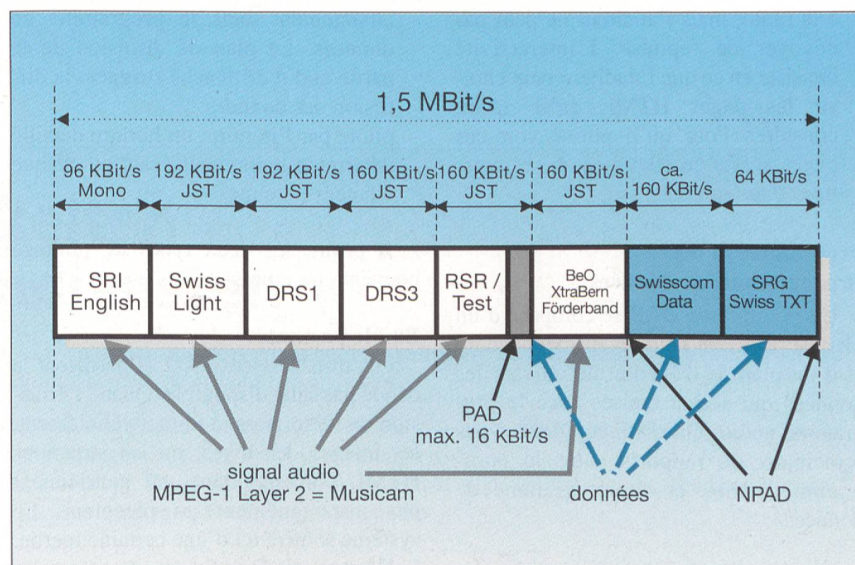 1,5 MBit/s
96 KBit/s
Mono
192 KBit/s
JST
192 KBit/s
JST
160 KBit/s
JST
160 KBit/s
JST
160 KBit/s
JST
ca.
160 KBit/s
64 KBit/s
SRI
English
Swiss
Light
DRS1
DRS3
RSR /
Test
BeO
XtraBern
Förderband
Swisscom
Data
SRG
Swiss TXT
PAD
max. 16 KBit/s
signal audio
MPEG-1 Layer 2 = Musicam
données
NPAD